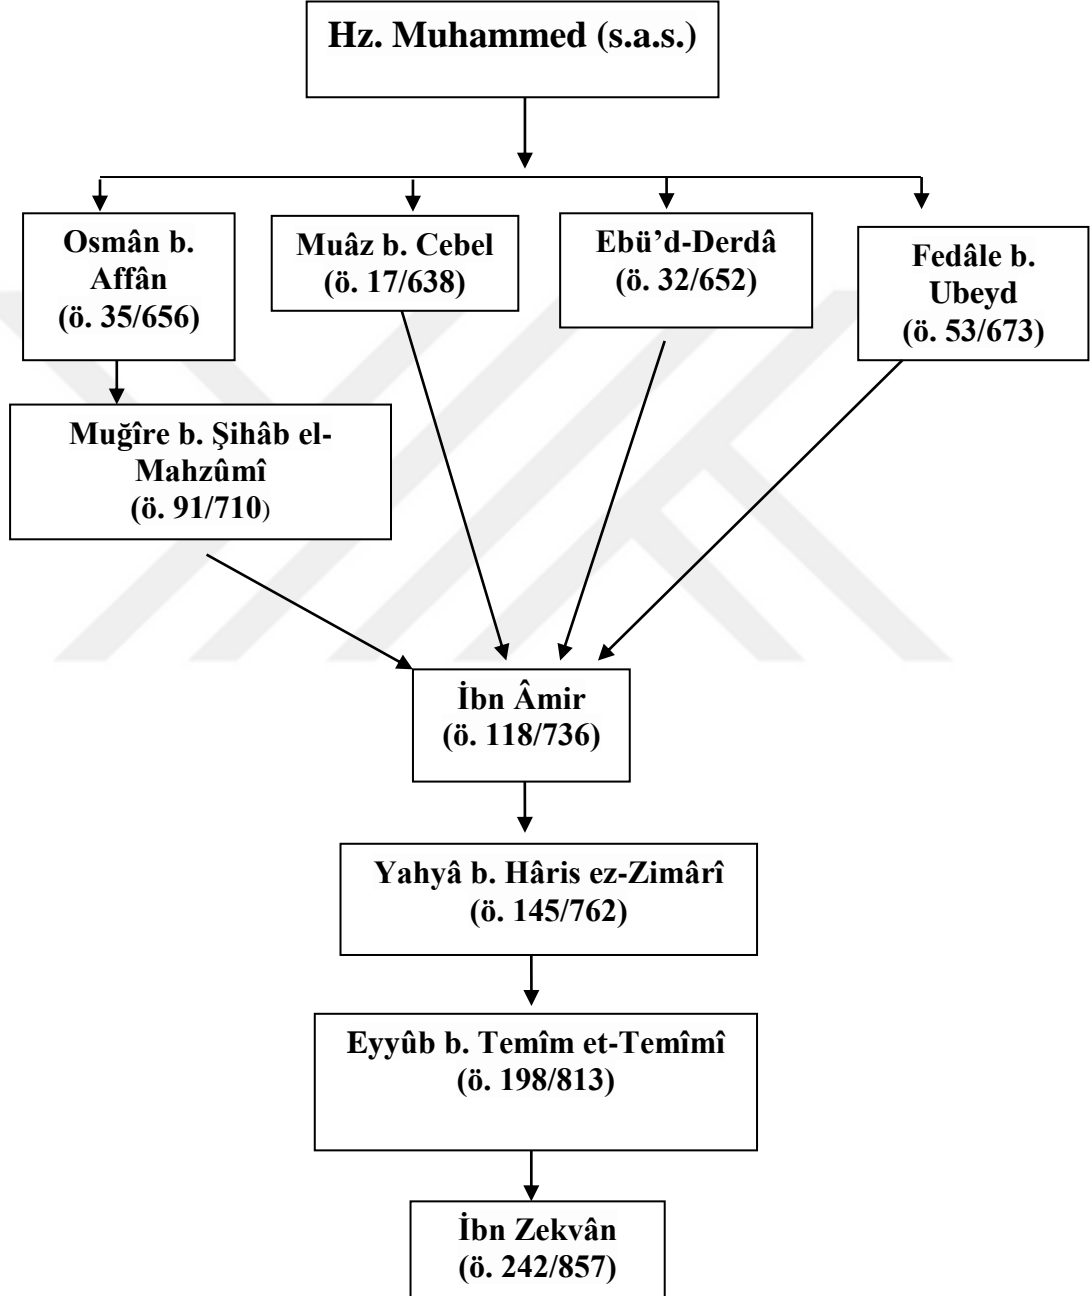 Hz. Muhammed (s.a.s.)
Osmân b.
Affân
(ö. 35/656)
Muâz b. Cebel
(ö. 17/638)
Ebü’d-Derdâ
(ö. 32/652)
Fedâle b.
Ubeyd
(ö. 53/673)
Muğîre b. Şihâb el-
Mahzûmî
(ö. 91/710)
İbn Âmir
(ö. 118/736)
Yahyâ b. Hâris ez-Zimârî
(ö. 145/762)
Eyyûb b. Temîm et-Temîmî
(ö. 198/813)
İbn Zekvân
(ö. 242/857)